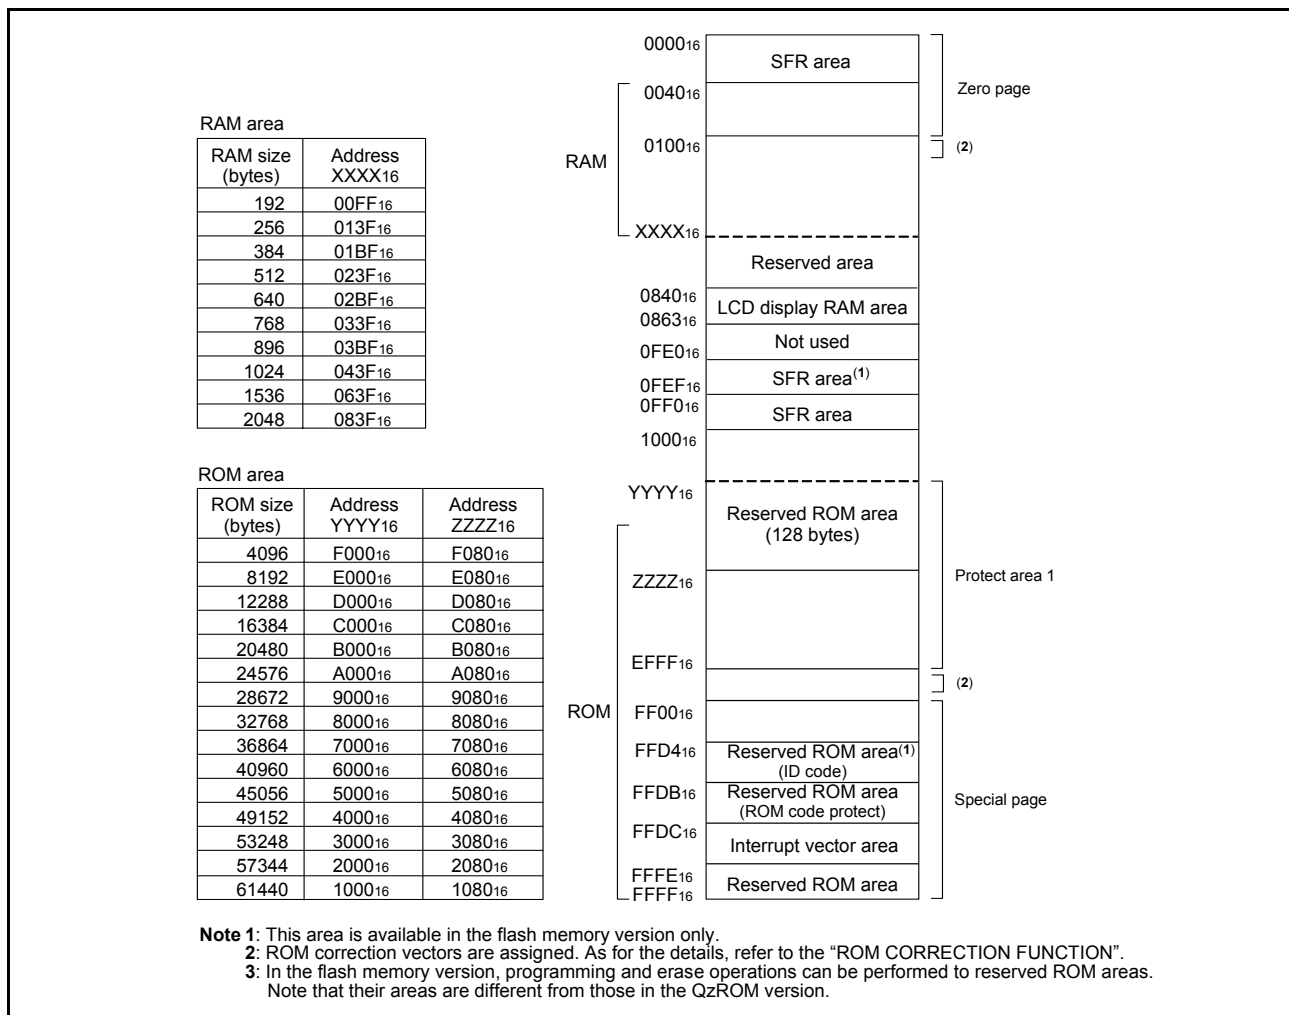 RAM area
RAM size (bytes) Address XXXX16
192 00FF16
256 013F16
384 01BF16
512 023F16
640 02BF16
768 033F16
896 03BF16
1024 043F16
1536 063F16
2048 083F16
ROM area
ROM size (bytes) Address YYYY16 Address ZZZZ16
4096 F00016 F08016
8192 E00016 E08016
12288 D00016 D08016
16384 C00016 C08016
20480 B00016 B08016
24576 A00016 A08016
28672 900016 908016
32768 800016 808016
36864 700016 708016
40960 600016 608016
45056 500016 508016
49152 400016 408016
53248 300016 308016
57344 200016 208016
61440 100016 108016
000016
SFR area
Zero page
004016
RAM
010016
(2)
XXXX16
Reserved area
084016
LCD display RAM area
086316
Not used
0FE016
SFR area(1)
0FEF16
0FF016
SFR area
100016
YYYY16
Reserved ROM area
(128 bytes)
ZZZZ16
Protect area 1
EFFF16
(2)
ROM
FF0016
FFD416
Reserved ROM area(1)
(ID code)
FFDB16
Reserved ROM area
(ROM code protect)
Special page
FFDC16
Interrupt vector area
FFFE16
Reserved ROM area
FFFF16
Note 1: This area is available in the flash memory version only.
2: ROM correction vectors are assigned. As for the details, refer to the “ROM CORRECTION FUNCTION”.
3: In the flash memory version, programming and erase operations can be performed to reserved ROM areas.
Note that their areas are different from those in the QzROM version.